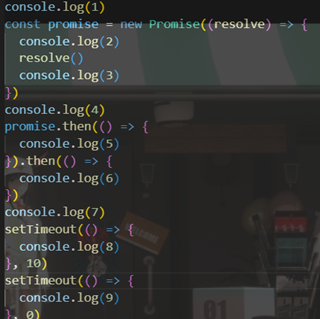 console.log(1)
const promise = new Promise((resolve) => {
  console.log(2)
  resolve()
  console.log(3)
})
console.log(4)
promise.then(() => {
  console.log(5)
}).then(() => {
  console.log(6)
})
console.log(7)
setTimeout(() => {
  console.log(8)
}, 10)
setTimeout(() => {
  console.log(9)
}, 0)